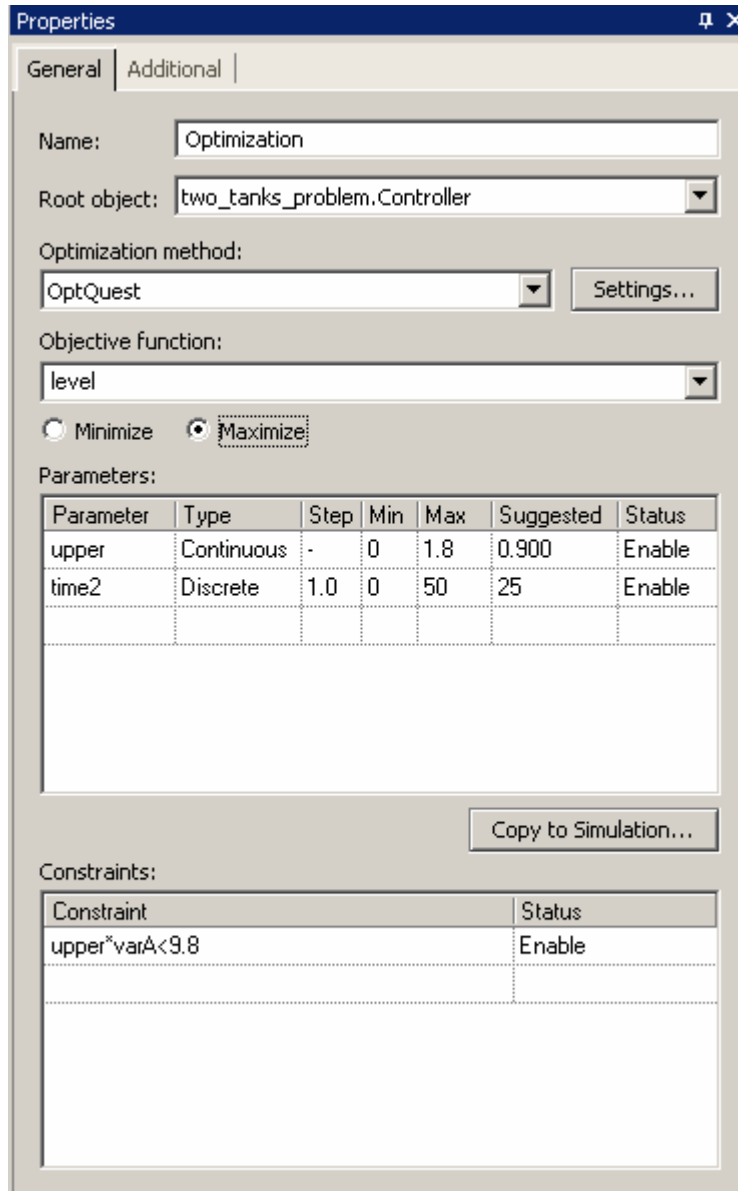 Properties
General Additional
Name: Optimization
Root object: two_tanks_problem.Controller
Optimization method:
OptQuest Settings...
Objective function:
level
Minimize Maximize
Parameters:
Parameter Type Step Min Max Suggested Status
upper Continuous - 0 1.8 0.900 Enable
time2 Discrete 1.0 0 50 25 Enable
Copy to Simulation...
Constraints:
Constraint Status
upper*varA<9.8 Enable